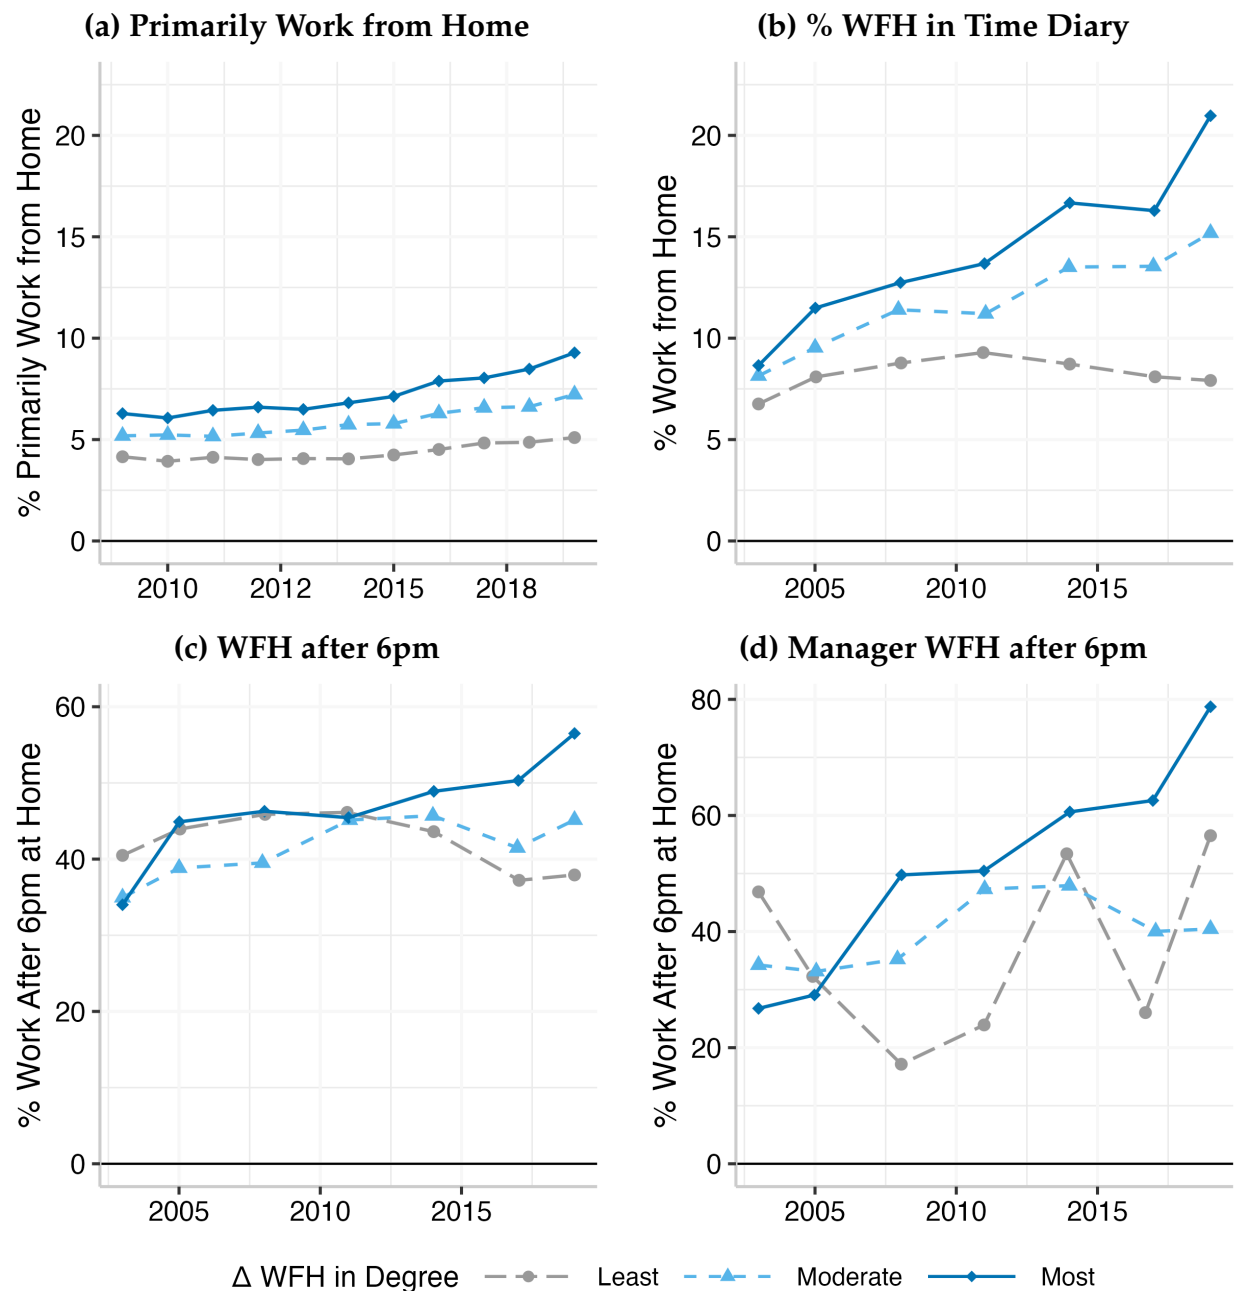 (a) Primarily Work from Home
% Primarily Work from Home
20
15
10
5
0
2010 2012 2015 2018
(b) % WFH in Time Diary
% Work from Home
20
15
10
5
0
2005 2010 2015
(c) WFH after 6pm
% Work After 6pm at Home
60
40
20
0
2005 2010 2015
(d) Manager WFH after 6pm
% Work After 6pm at Home
80
60
40
20
0
2005 2010 2015
Δ WFH in Degree Least Moderate Most